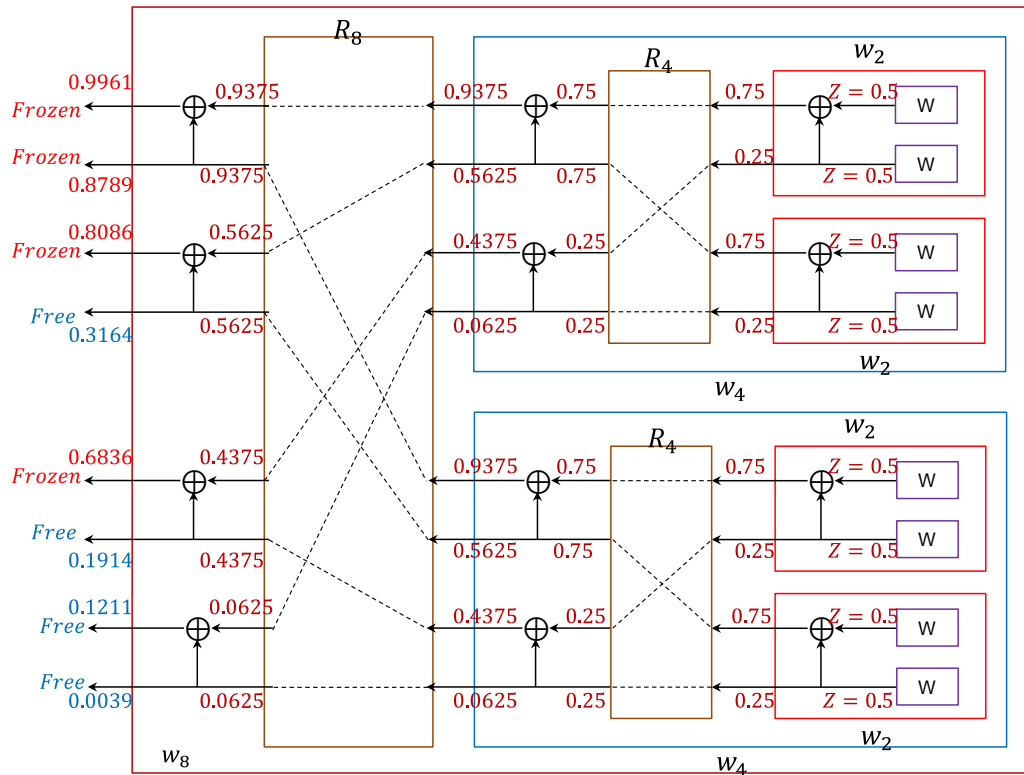 R₈
w₂
R₄
0.9961
0.9375
0.9375
0.75
0.75
Z = 0.5
W
Frozen
Frozen
0.9375
0.5625
0.75
0.25
Z = 0.5
W
0.8789
0.8086
0.5625
0.4375
0.25
0.75
Z = 0.5
W
Frozen
Free
0.5625
0.0625
0.25
0.25
Z = 0.5
W
0.3164
w₂
w₄
w₂
R₄
0.6836
0.4375
0.9375
0.75
0.75
Z = 0.5
W
Frozen
Free
0.5625
0.75
0.25
Z = 0.5
W
0.1914
0.4375
0.1211
0.0625
0.4375
0.25
0.75
Z = 0.5
W
Free
Free
0.0039
0.0625
0.0625
0.25
0.25
Z = 0.5
W
w₂
w₈
w₄